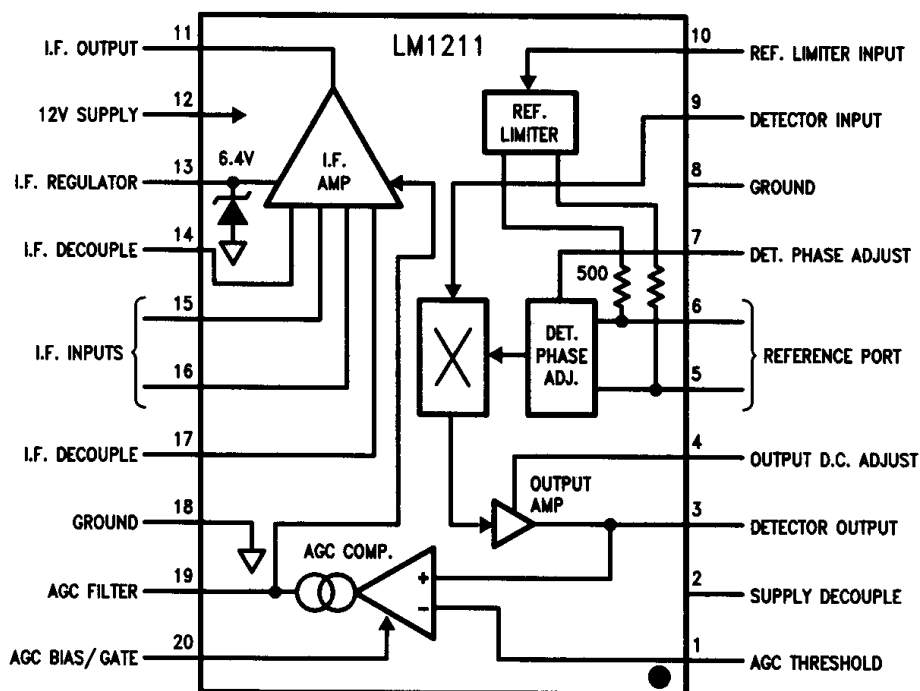 LM1211
11
I.F. OUTPUT
12
12V SUPPLY
13
I.F. REGULATOR
14
I.F. DECOUPLE
15
I.F. INPUTS
16
17
I.F. DECOUPLE
18
GROUND
19
AGC FILTER
20
AGC BIAS/GATE
6.4V
I.F.
AMP
REF.
LIMITER
500
DET.
PHASE
ADJ.
OUTPUT
AMP
AGC COMP.
+
−
10
REF. LIMITER INPUT
9
DETECTOR INPUT
8
GROUND
7
DET. PHASE ADJUST
6
REFERENCE PORT
5
4
OUTPUT D.C. ADJUST
3
DETECTOR OUTPUT
2
SUPPLY DECOUPLE
1
AGC THRESHOLD